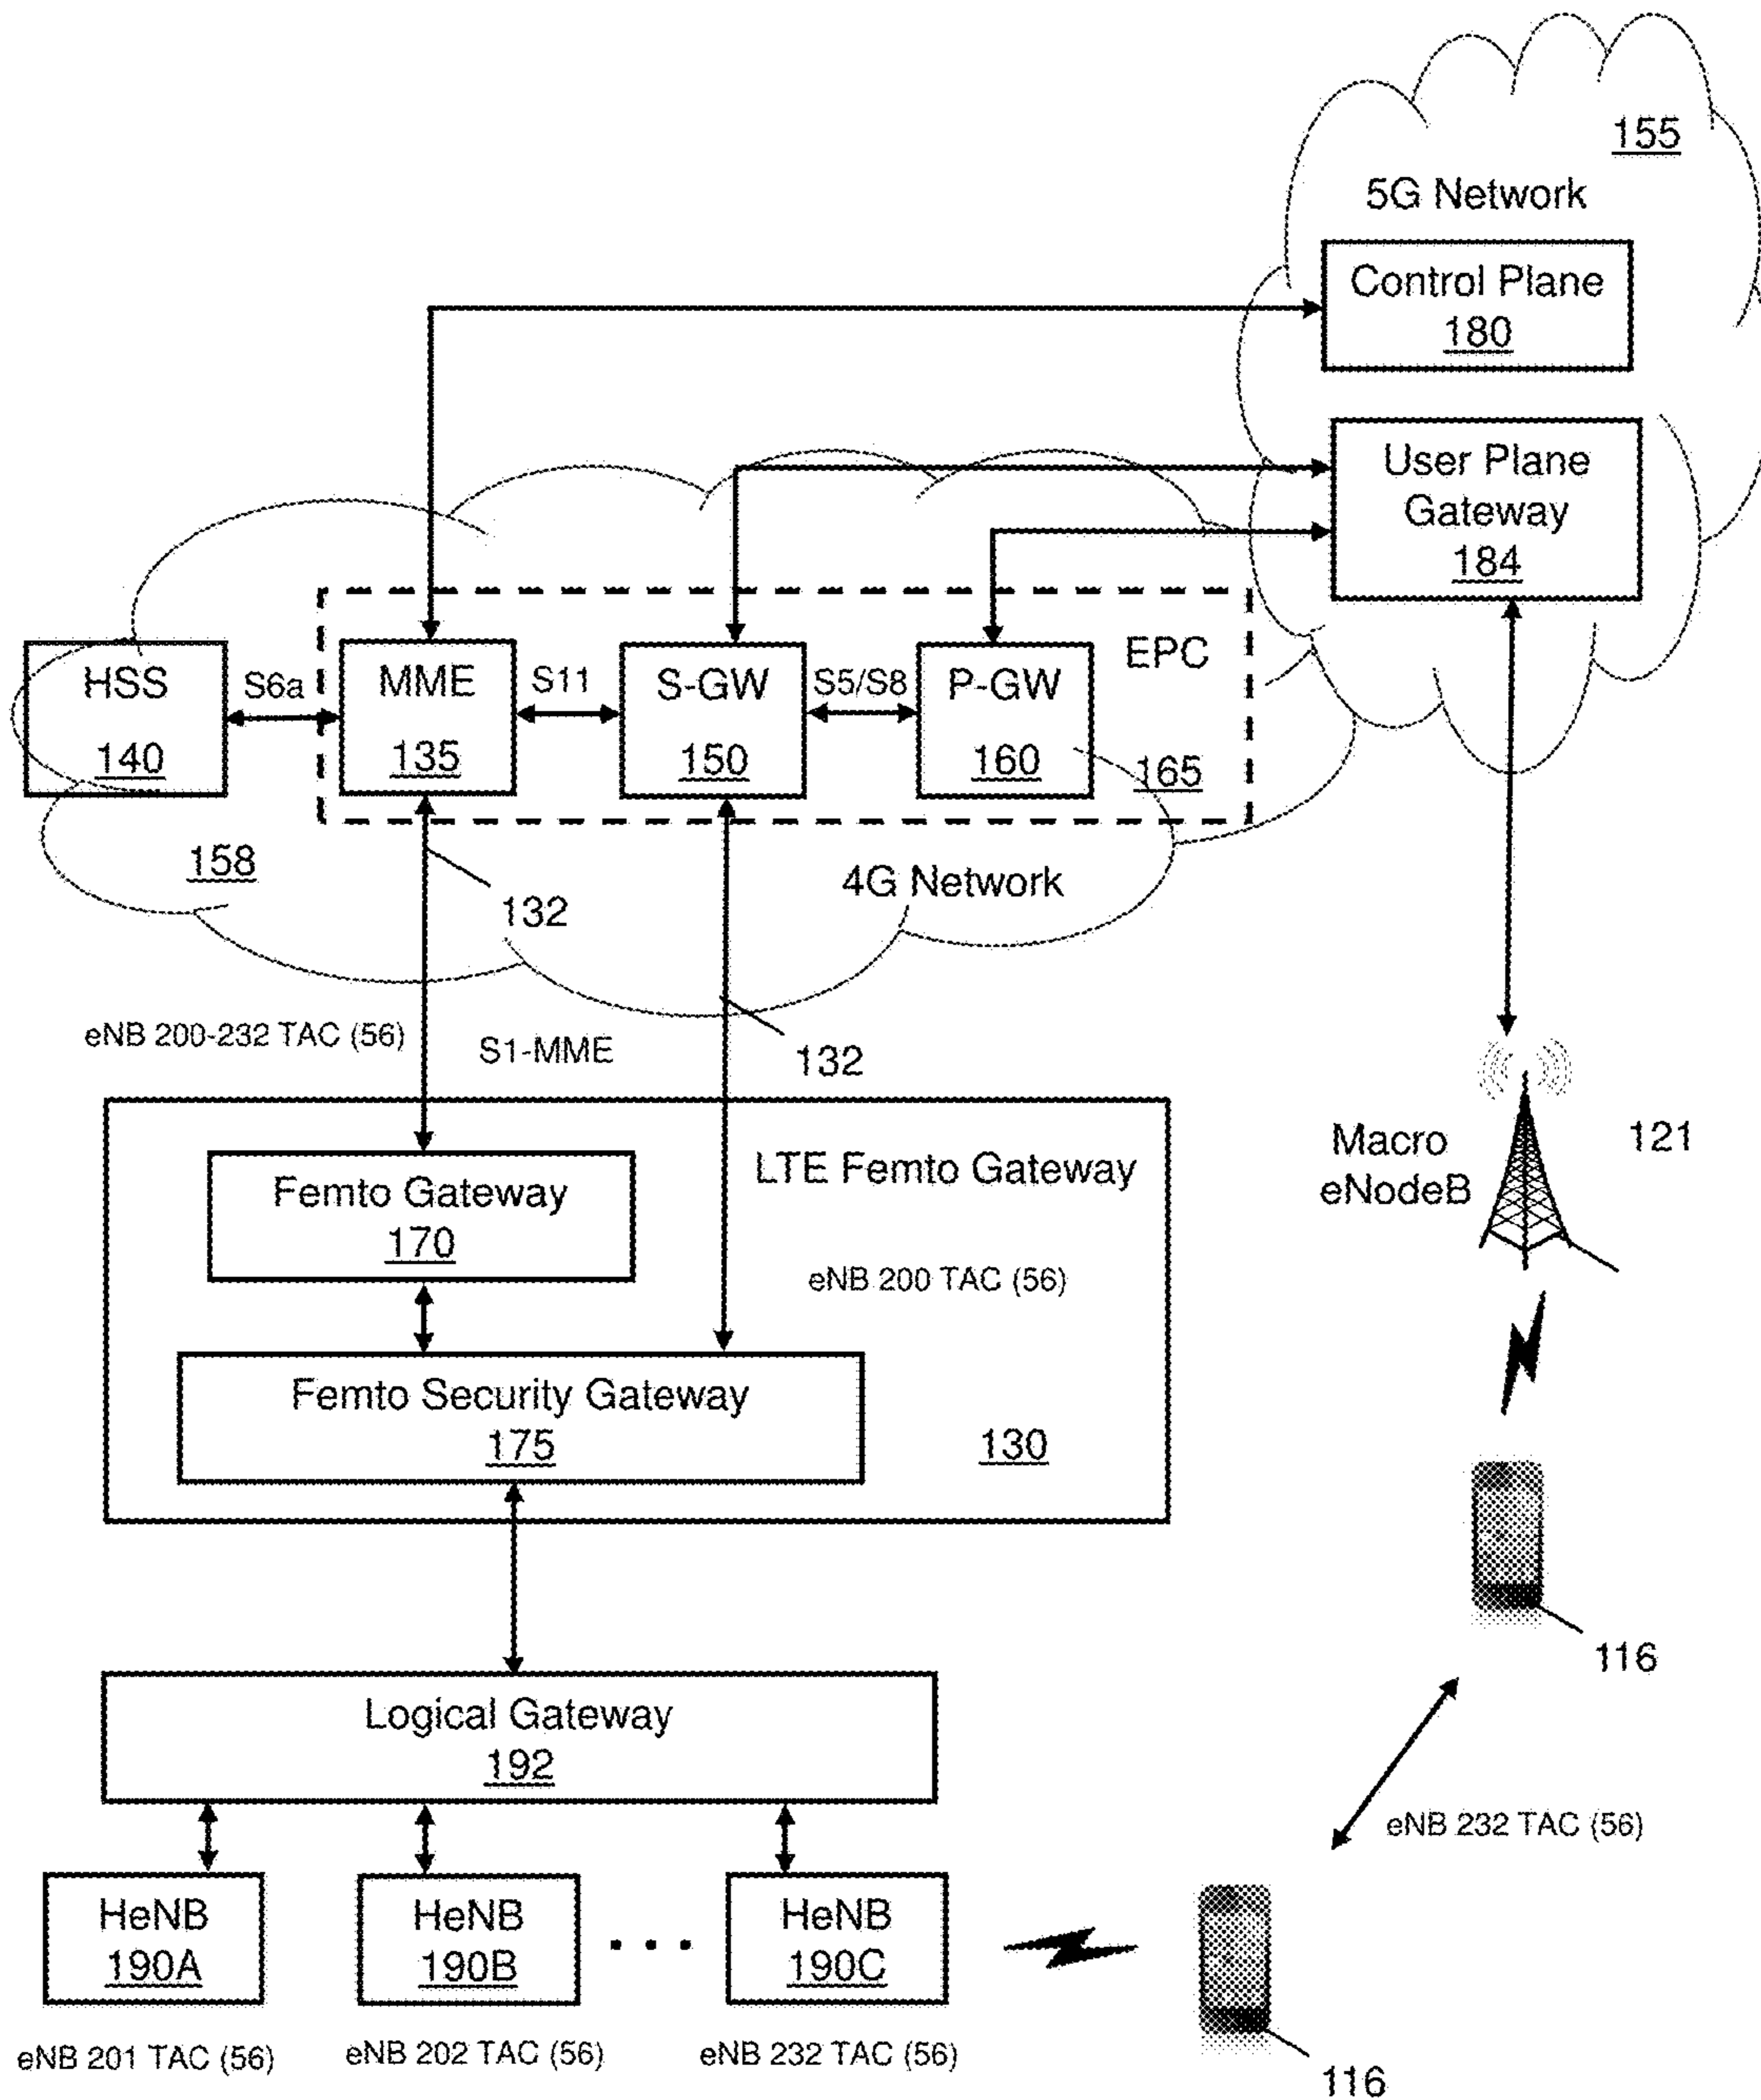 155
5G Network
Control Plane
180
User Plane
Gateway
184
EPC
HSS
140
S6a
MME
135
S11
S-GW
150
S5/S8
P-GW
160
165
158
4G Network
132
eNB 200-232 TAC (56)
S1-MME
132
LTE Femto Gateway
Femto Gateway
170
eNB 200 TAC (56)
Femto Security Gateway
175
130
Macro
eNodeB
121
116
Logical Gateway
192
eNB 232 TAC (56)
HeNB
190A
HeNB
190B
. . .
HeNB
190C
eNB 201 TAC (56)
eNB 202 TAC (56)
eNB 232 TAC (56)
116